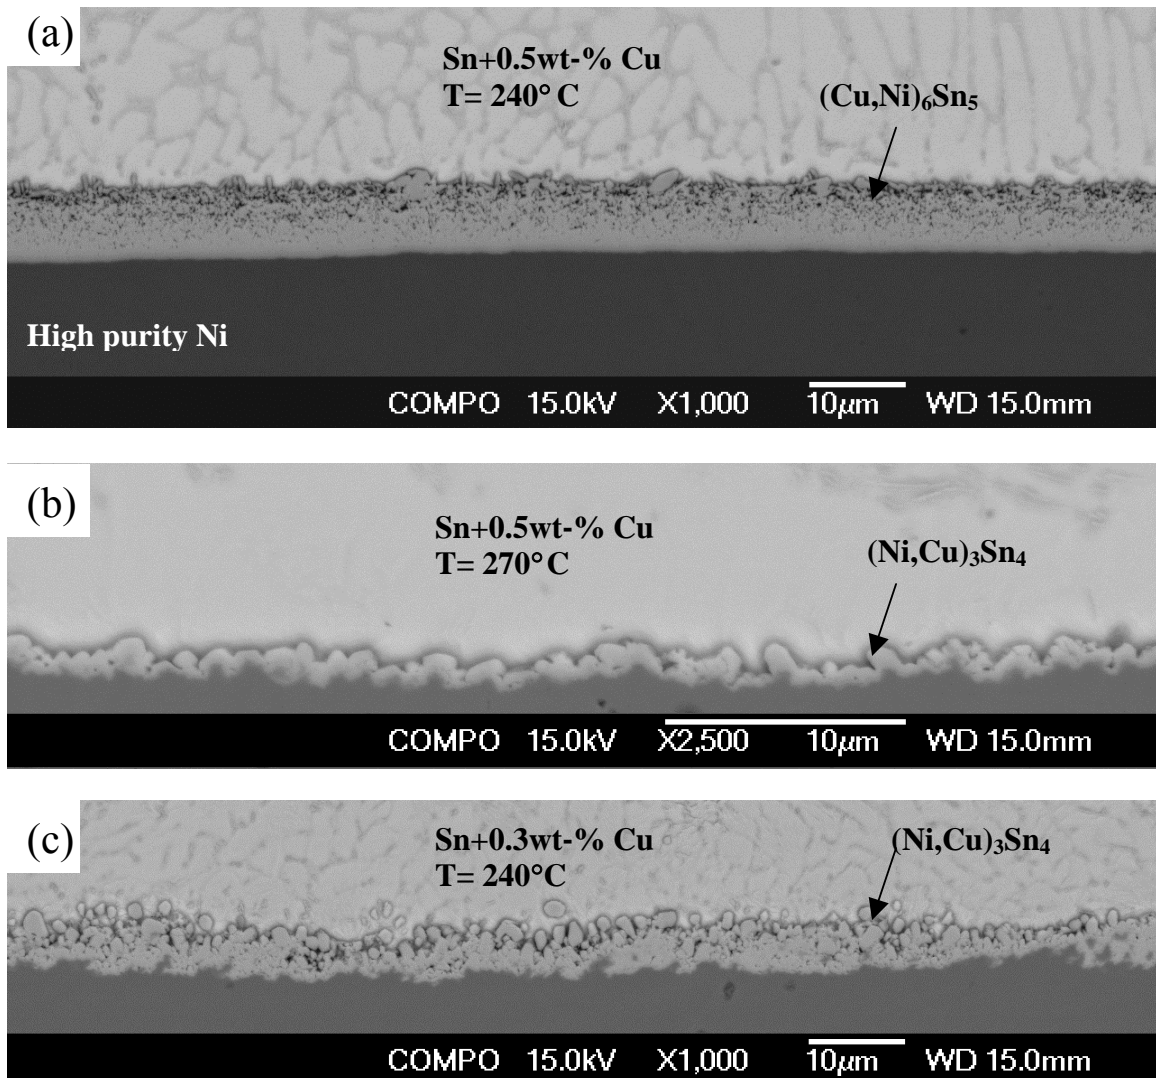 (a)
Sn+0.5wt-% Cu
T= 240° C
(Cu,Ni)₆Sn₅
High purity Ni
COMPO 15.0kV X1,000 10µm WD 15.0mm
(b)
Sn+0.5wt-% Cu
T= 270° C
(Ni,Cu)₃Sn₄
COMPO 15.0kV X2,500 10µm WD 15.0mm
(c)
Sn+0.3wt-% Cu
T= 240°C
(Ni,Cu)₃Sn₄
COMPO 15.0kV X1,000 10µm WD 15.0mm